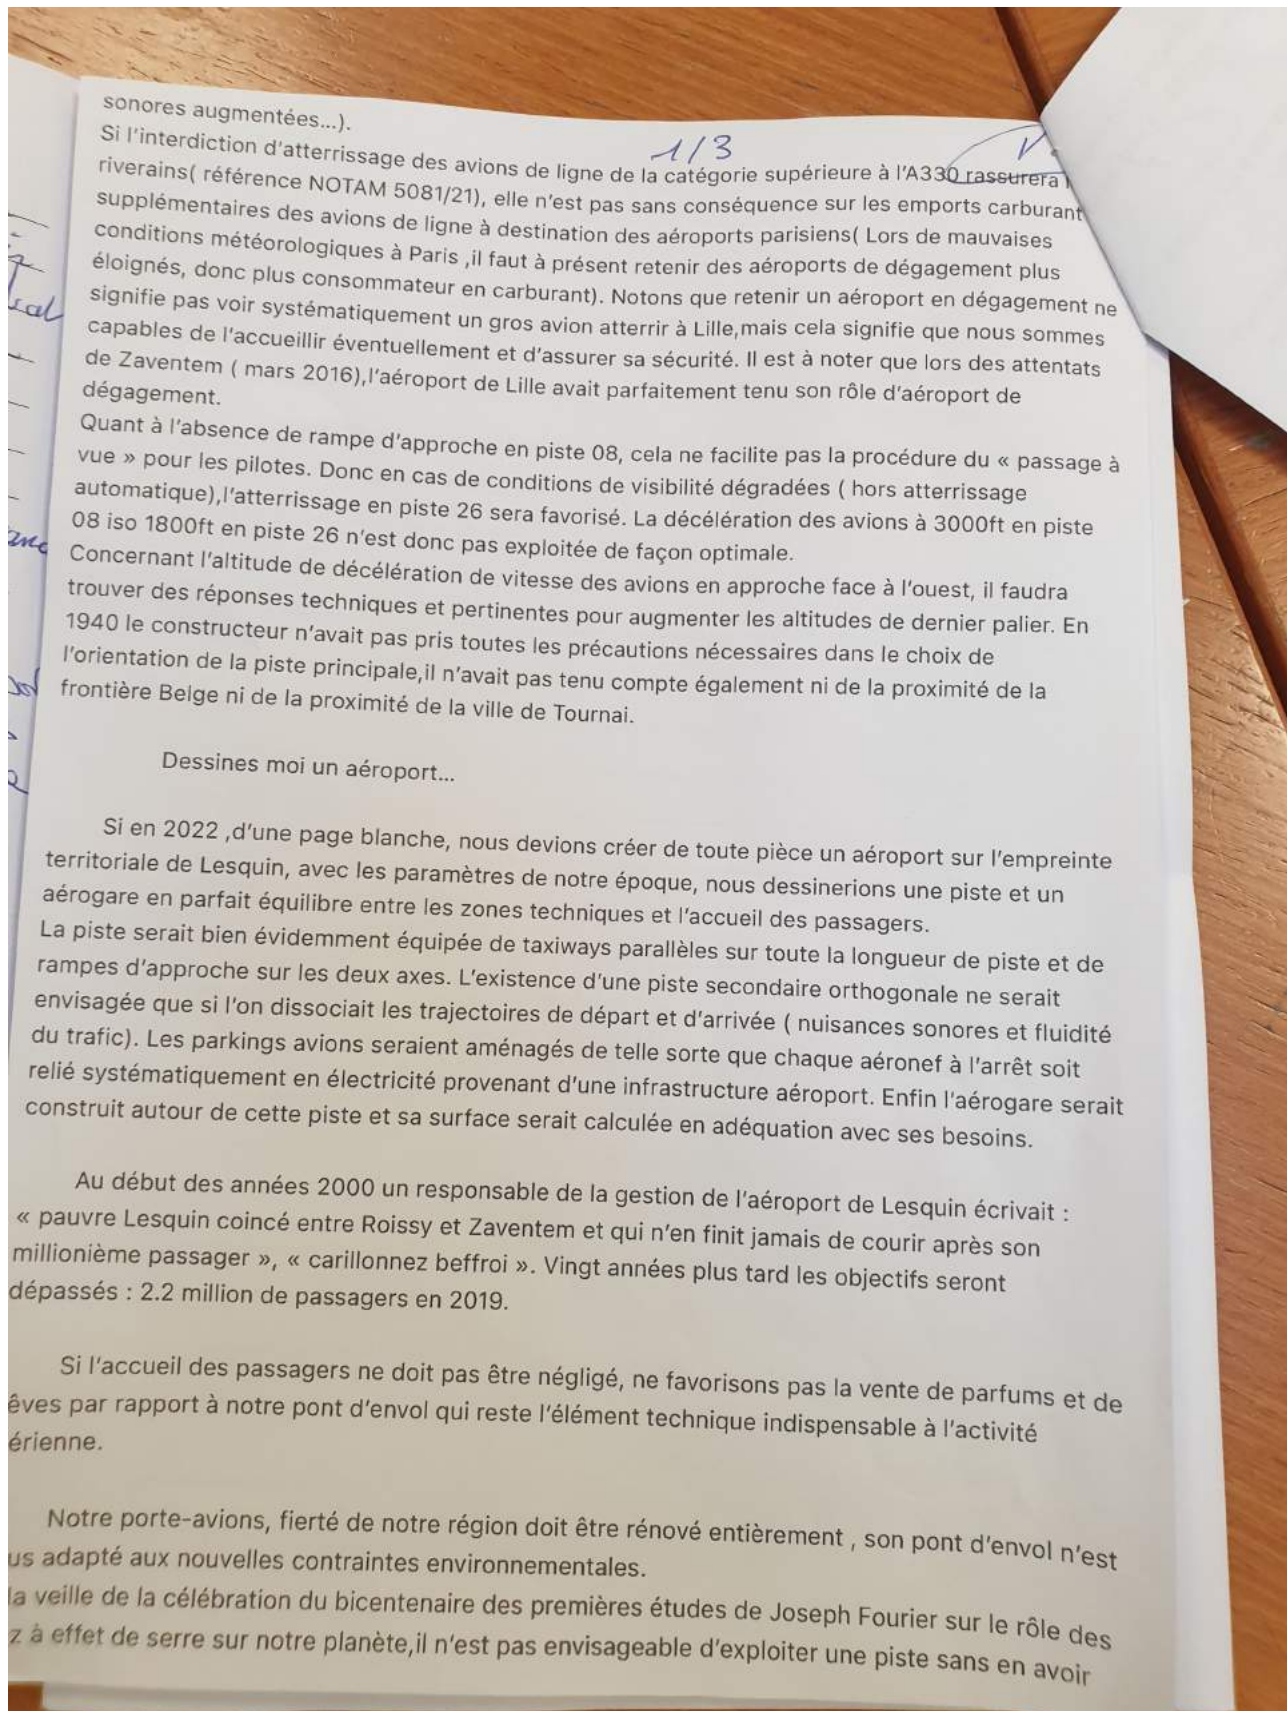 sonores augmentées...).
1/3
Si l'interdiction d'atterrissage des avions de ligne de la catégorie supérieure à l'A330 rassurera
riverains( référence NOTAM 5081/21), elle n'est pas sans conséquence sur les emports carburant
supplémentaires des avions de ligne à destination des aéroports parisiens( Lors de mauvaises
conditions météorologiques à Paris ,il faut à présent retenir des aéroports de dégagement plus
éloignés, donc plus consommateur en carburant). Notons que retenir un aéroport en dégagement ne
signifie pas voir systématiquement un gros avion atterrir à Lille,mais cela signifie que nous sommes
capables de l'accueillir éventuellement et d'assurer sa sécurité. Il est à noter que lors des attentats
de Zaventem ( mars 2016),l'aéroport de Lille avait parfaitement tenu son rôle d'aéroport de
dégagement.
Quant à l'absence de rampe d'approche en piste 08, cela ne facilite pas la procédure du « passage à
vue » pour les pilotes. Donc en cas de conditions de visibilité dégradées ( hors atterrissage
automatique),l'atterrissage en piste 26 sera favorisé. La décélération des avions à 3000ft en piste
08 iso 1800ft en piste 26 n'est donc pas exploitée de façon optimale.
Concernant l'altitude de décélération de vitesse des avions en approche face à l'ouest, il faudra
trouver des réponses techniques et pertinentes pour augmenter les altitudes de dernier palier. En
1940 le constructeur n'avait pas pris toutes les précautions nécessaires dans le choix de
l'orientation de la piste principale,il n'avait pas tenu compte également ni de la proximité de la
frontière Belge ni de la proximité de la ville de Tournai.
Dessines moi un aéroport...
Si en 2022 ,d'une page blanche, nous devions créer de toute pièce un aéroport sur l'empreinte
territoriale de Lesquin, avec les paramètres de notre époque, nous dessinerions une piste et un
aérogare en parfait équilibre entre les zones techniques et l'accueil des passagers.
La piste serait bien évidemment équipée de taxiways parallèles sur toute la longueur de piste et de
rampes d'approche sur les deux axes. L'existence d'une piste secondaire orthogonale ne serait
envisagée que si l'on dissociait les trajectoires de départ et d'arrivée ( nuisances sonores et fluidité
du trafic). Les parkings avions seraient aménagés de telle sorte que chaque aéronef à l'arrêt soit
relié systématiquement en électricité provenant d'une infrastructure aéroport. Enfin l'aérogare serait
construit autour de cette piste et sa surface serait calculée en adéquation avec ses besoins.
Au début des années 2000 un responsable de la gestion de l'aéroport de Lesquin écrivait :
« pauvre Lesquin coincé entre Roissy et Zaventem et qui n'en finit jamais de courir après son
millionième passager », « carillonnez beffroi ». Vingt années plus tard les objectifs seront
dépassés : 2.2 million de passagers en 2019.
Si l'accueil des passagers ne doit pas être négligé, ne favorisons pas la vente de parfums et de
êves par rapport à notre pont d'envol qui reste l'élément technique indispensable à l'activité
érienne.
Notre porte-avions, fierté de notre région doit être rénové entièrement , son pont d'envol n'est
us adapté aux nouvelles contraintes environnementales.
la veille de la célébration du bicentenaire des premières études de Joseph Fourier sur le rôle des
z à effet de serre sur notre planète,il n'est pas envisageable d'exploiter une piste sans en avoir